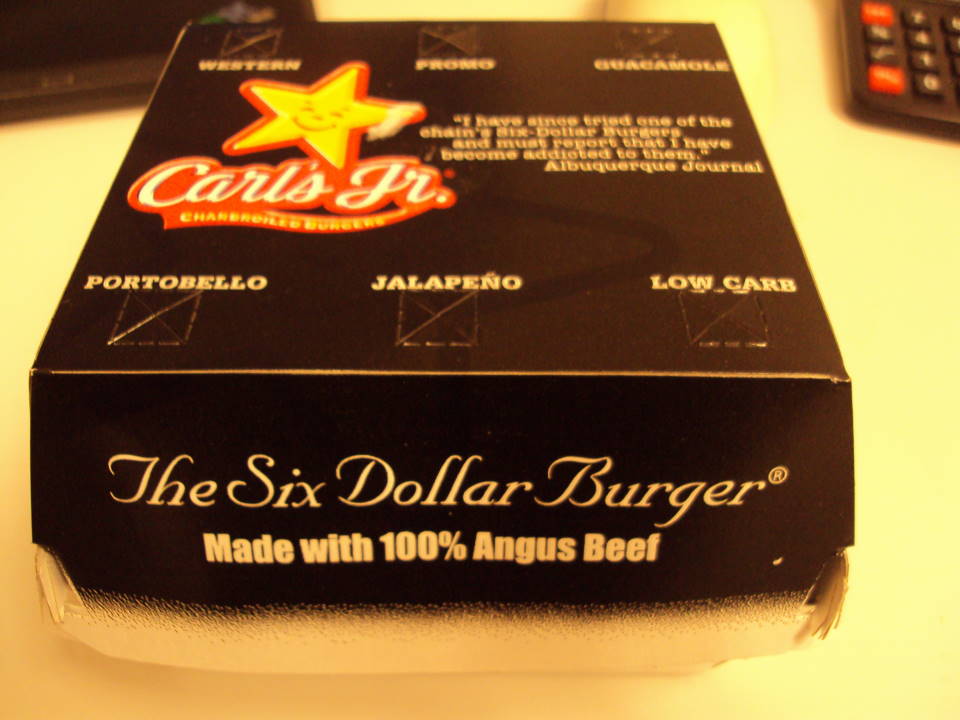 WESTERN
PROMO
GUACAMOLE
"I have since tried one of the
chain's Six-Dollar Burgers
and must report that I have
become addicted to them."
Albuquerque Journal
Carl's Jr.
CHARBROILED BURGERS
PORTOBELLO
JALAPEÑO
LOW CARB
The Six Dollar Burger®
Made with 100% Angus Beef